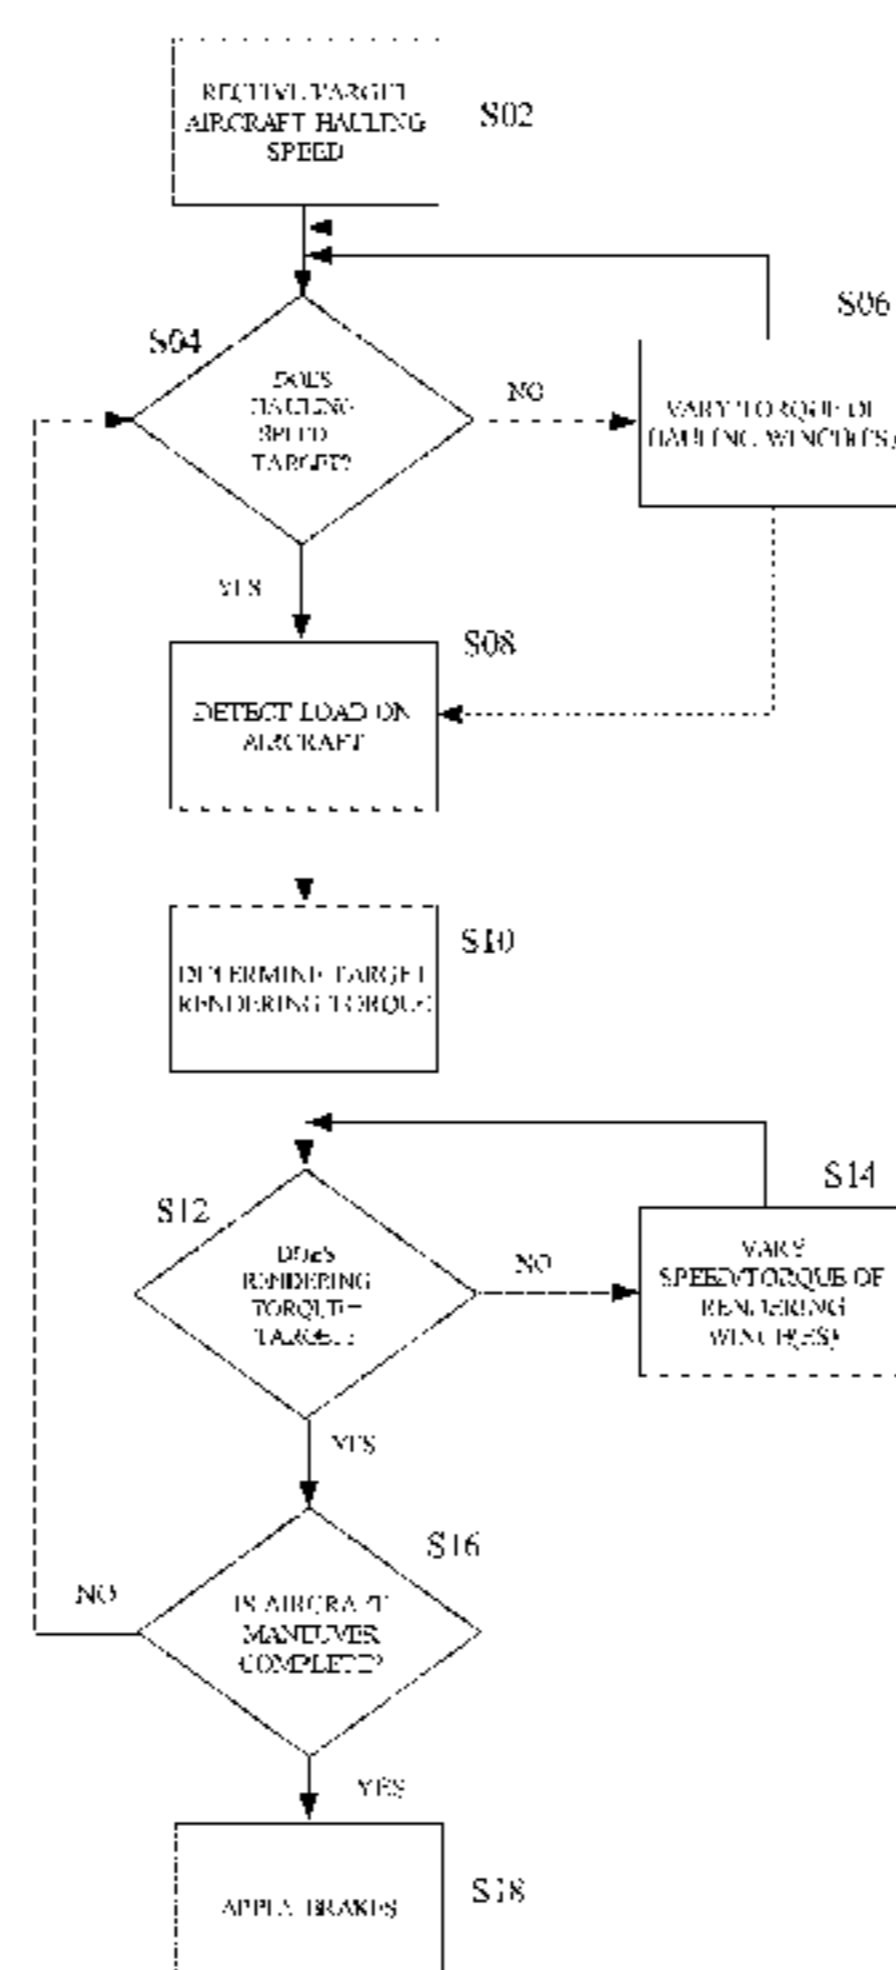 RECEIVE TARGET
AIRCRAFT HAULING
SPEED
S02
S06
S04
DOES
HAULING
SPEED
TARGET?
NO
VARY TORQUE OF
HAULING WINCH(ES)
YES
S08
DETECT LOAD ON
AIRCRAFT
S10
DETERMINE TARGET
RENDERING TORQUE
S14
S12
DOES
RENDERING
TORQUE =
TARGET?
NO
VARY
SPEED/TORQUE OF
RENDERING
WINCH(ES)
YES
S16
NO
IS AIRCRAFT
MANEUVER
COMPLETE?
YES
S18
APPLY BRAKES